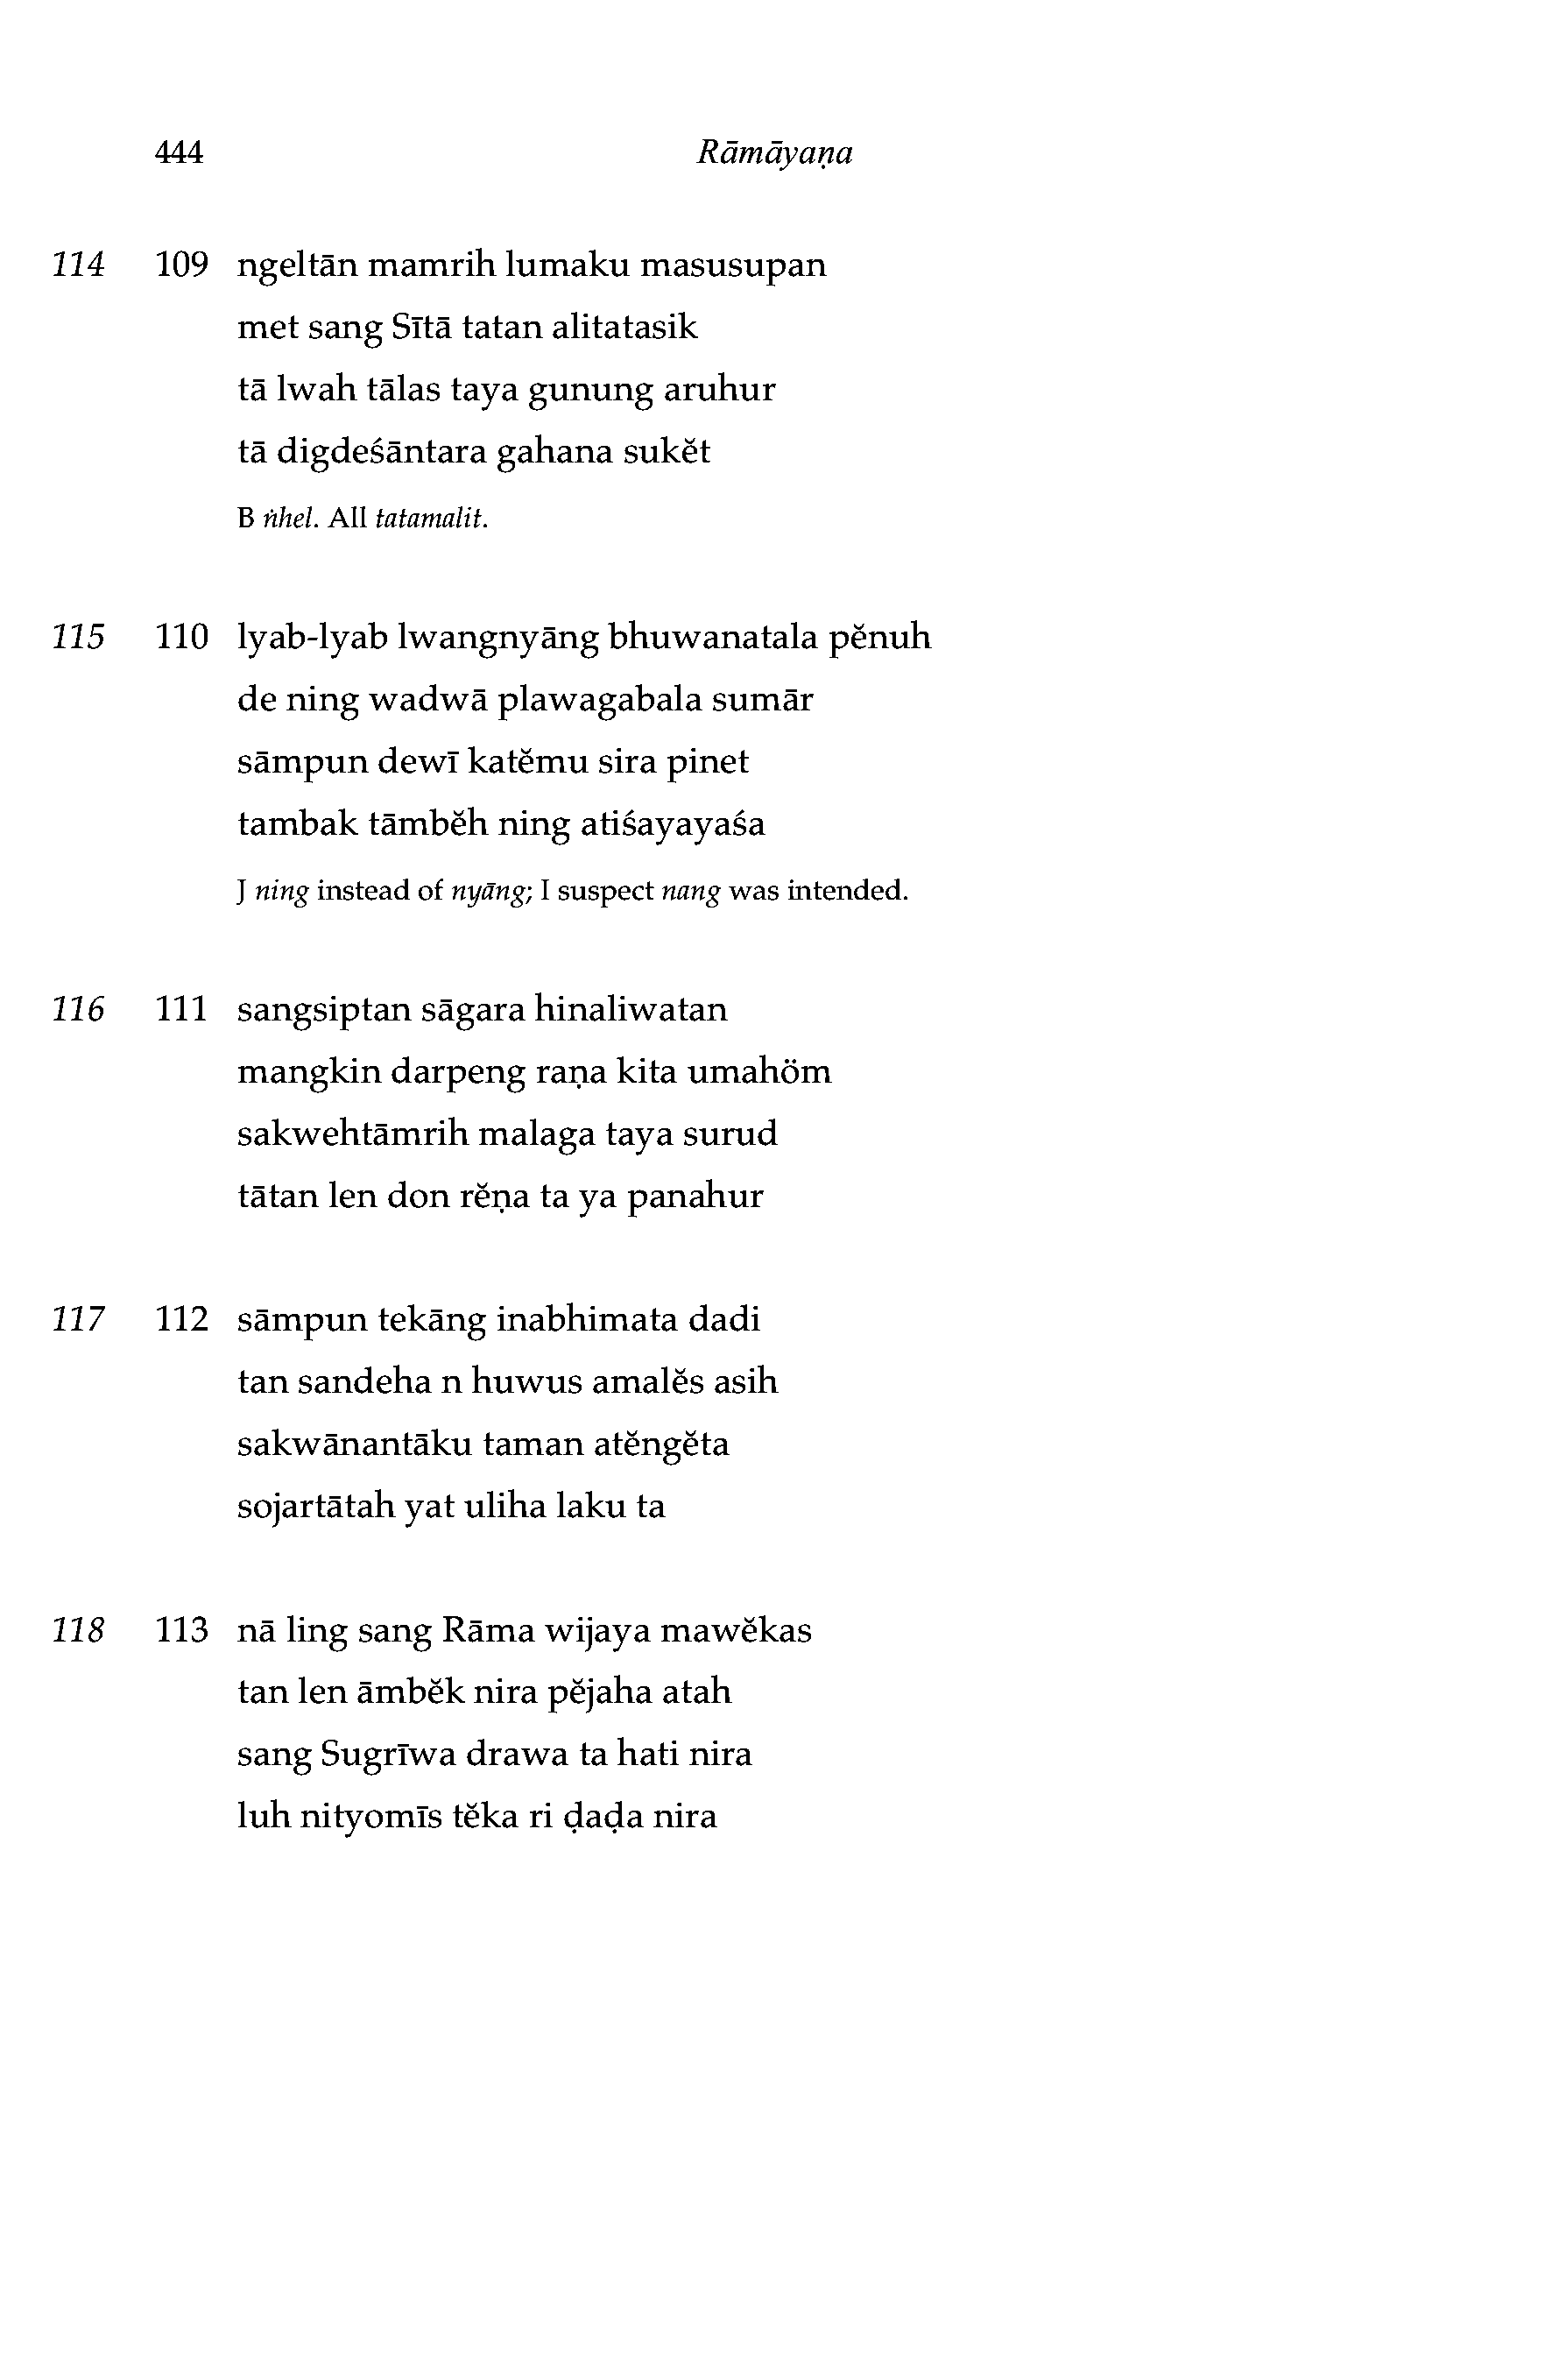 444 Rāmāyaṇa
114 109 ngeltān mamrih lumaku masusupan
met sang Sītā tatan alitatasik
tā lwah tālas taya gunung aruhur
tā digdeśāntara gahana sukĕt
B ṅhel. All tatamalit.
115 110 lyab-lyab lwangnyāng bhuwanatala pĕnuh
de ning wadwā plawagabala sumār
sāmpun dewī katĕmu sira pinet
tambak tāmbĕh ning atiśayayaśa
J ning instead of nyāng; I suspect nang was intended.
116 111 sangsiptan sāgara hinaliwatan
mangkin darpeng raṇa kita umahöm
sakwehtāmrih malaga taya surud
tātan len don rĕṇa ta ya panahur
117 112 sāmpun tekāng inabhimata dadi
tan sandeha n huwus amalĕs asih
sakwānantāku taman atĕngĕta
sojartātah yat uliha laku ta
118 113 nā ling sang Rāma wijaya mawĕkas
tan len āmbĕk nira pĕjaha atah
sang Sugrīwa drawa ta hati nira
luh nityomīs tĕka ri ḍaḍa nira